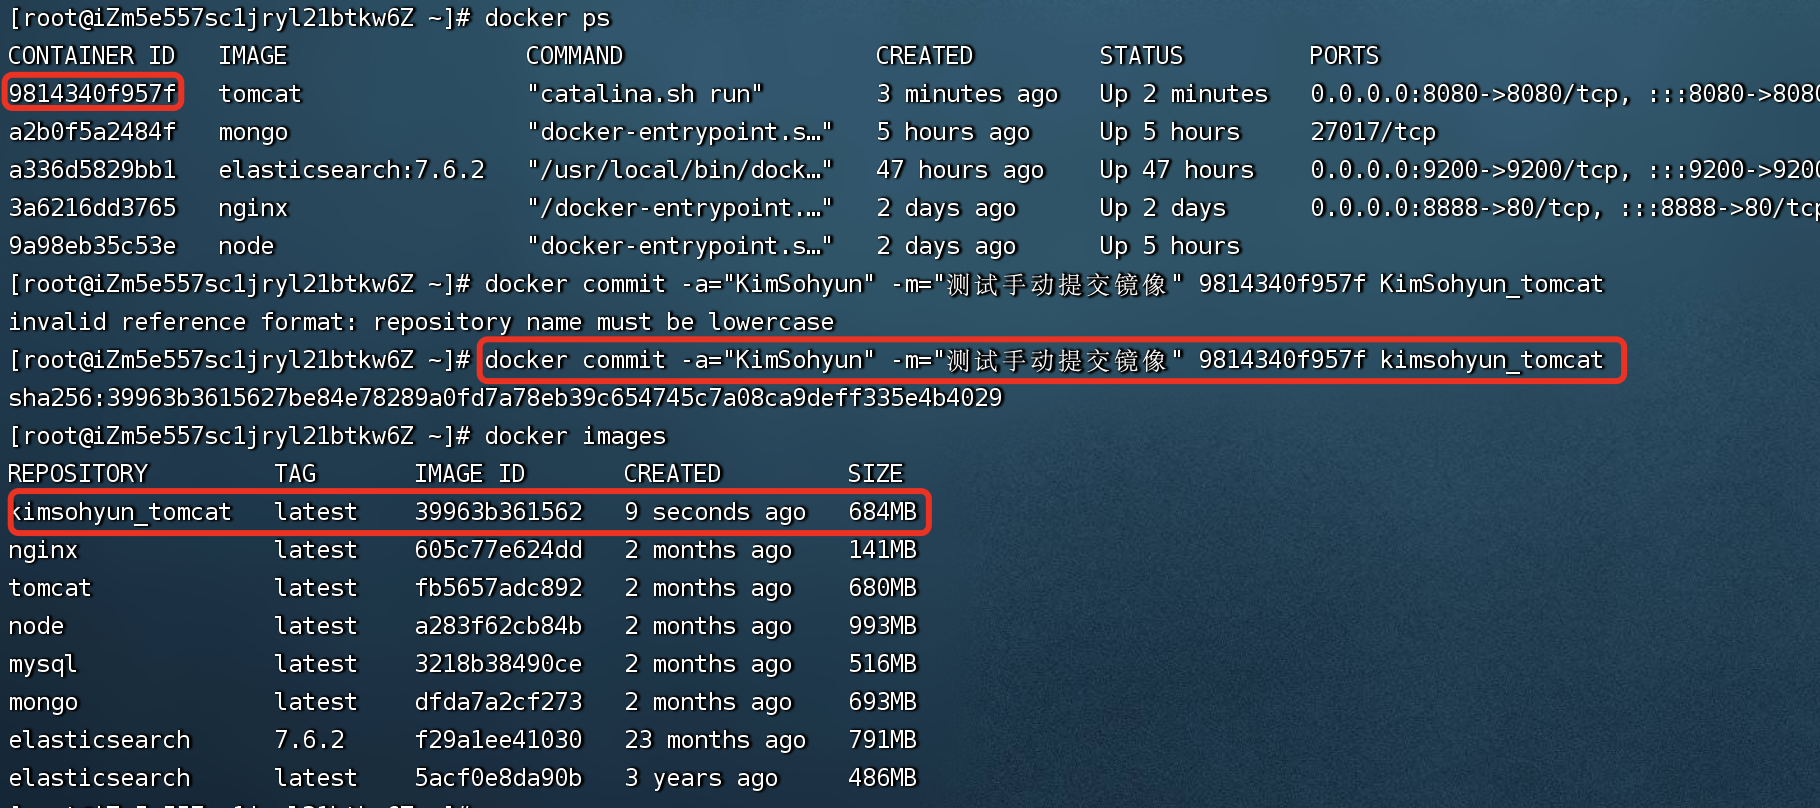 [root@iZm5e557sc1jryl21btkw6Z ~]# docker ps
CONTAINER ID   IMAGE                 COMMAND                  CREATED         STATUS         PORTS
9814340f957f   tomcat                "catalina.sh run"        3 minutes ago   Up 2 minutes   0.0.0.0:8080->8080/tcp, :::8080->8080
a2b0f5a2484f   mongo                 "docker-entrypoint.s…"   5 hours ago     Up 5 hours     27017/tcp
a336d5829bb1   elasticsearch:7.6.2   "/usr/local/bin/dock…"   47 hours ago    Up 47 hours    0.0.0.0:9200->9200/tcp, :::9200->9200
3a6216dd3765   nginx                 "/docker-entrypoint.…"   2 days ago      Up 2 days      0.0.0.0:8888->80/tcp, :::8888->80/tcp
9a98eb35c53e   node                  "docker-entrypoint.s…"   2 days ago      Up 5 hours
[root@iZm5e557sc1jryl21btkw6Z ~]# docker commit -a="KimSohyun" -m="测试手动提交镜像" 9814340f957f KimSohyun_tomcat
invalid reference format: repository name must be lowercase
[root@iZm5e557sc1jryl21btkw6Z ~]# docker commit -a="KimSohyun" -m="测试手动提交镜像" 9814340f957f kimsohyun_tomcat
sha256:39963b3615627be84e78289a0fd7a78eb39c654745c7a08ca9deff335e4b4029
[root@iZm5e557sc1jryl21btkw6Z ~]# docker images
REPOSITORY         TAG       IMAGE ID       CREATED         SIZE
kimsohyun_tomcat   latest    39963b361562   9 seconds ago   684MB
nginx              latest    605c77e624dd   2 months ago    141MB
tomcat             latest    fb5657adc892   2 months ago    680MB
node               latest    a283f62cb84b   2 months ago    993MB
mysql              latest    3218b38490ce   2 months ago    516MB
mongo              latest    dfda7a2cf273   2 months ago    693MB
elasticsearch      7.6.2     f29a1ee41030   23 months ago   791MB
elasticsearch      latest    5acf0e8da90b   3 years ago     486MB